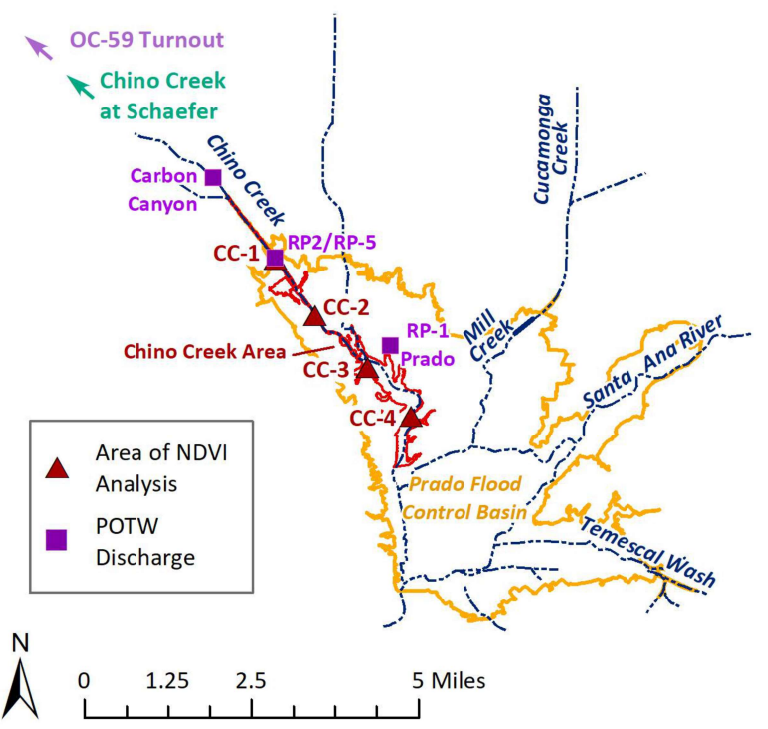 OC-59 Turnout
Chino Creek
at Schaefer
Chino Creek
Carbon
Canyon
Cucamonga
Creek
RP2/RP-5
CC-1
CC-2
RP-1
Prado
Mill
Creek
Chino Creek Area
CC-3
Santa Ana River
CC-4
Area of NDVI
Analysis
POTW
Discharge
Prado Flood
Control Basin
Temescal Wash
N
0 1.25 2.5 5 Miles